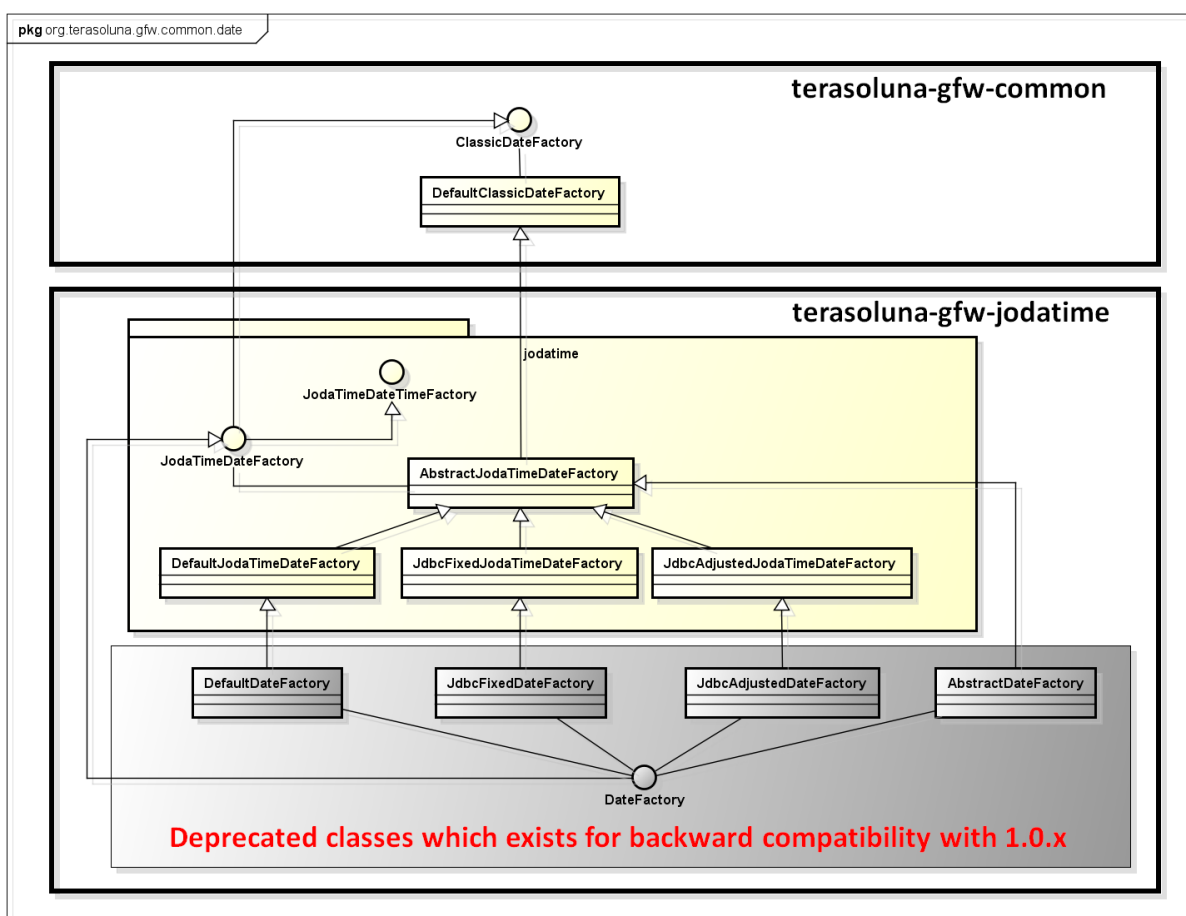 pkg org.terasoluna.gfw.common.date
terasoluna-gfw-common
ClassicDateFactory
DefaultClassicDateFactory
terasoluna-gfw-jodatime
jodatime
JodaTimeDateTimeFactory
JodaTimeDateFactory
AbstractJodaTimeDateFactory
DefaultJodaTimeDateFactory
JdbcFixedJodaTimeDateFactory
JdbcAdjustedJodaTimeDateFactory
DefaultDateFactory
JdbcFixedDateFactory
JdbcAdjustedDateFactory
AbstractDateFactory
DateFactory
Deprecated classes which exists for backward compatibility with 1.0.x